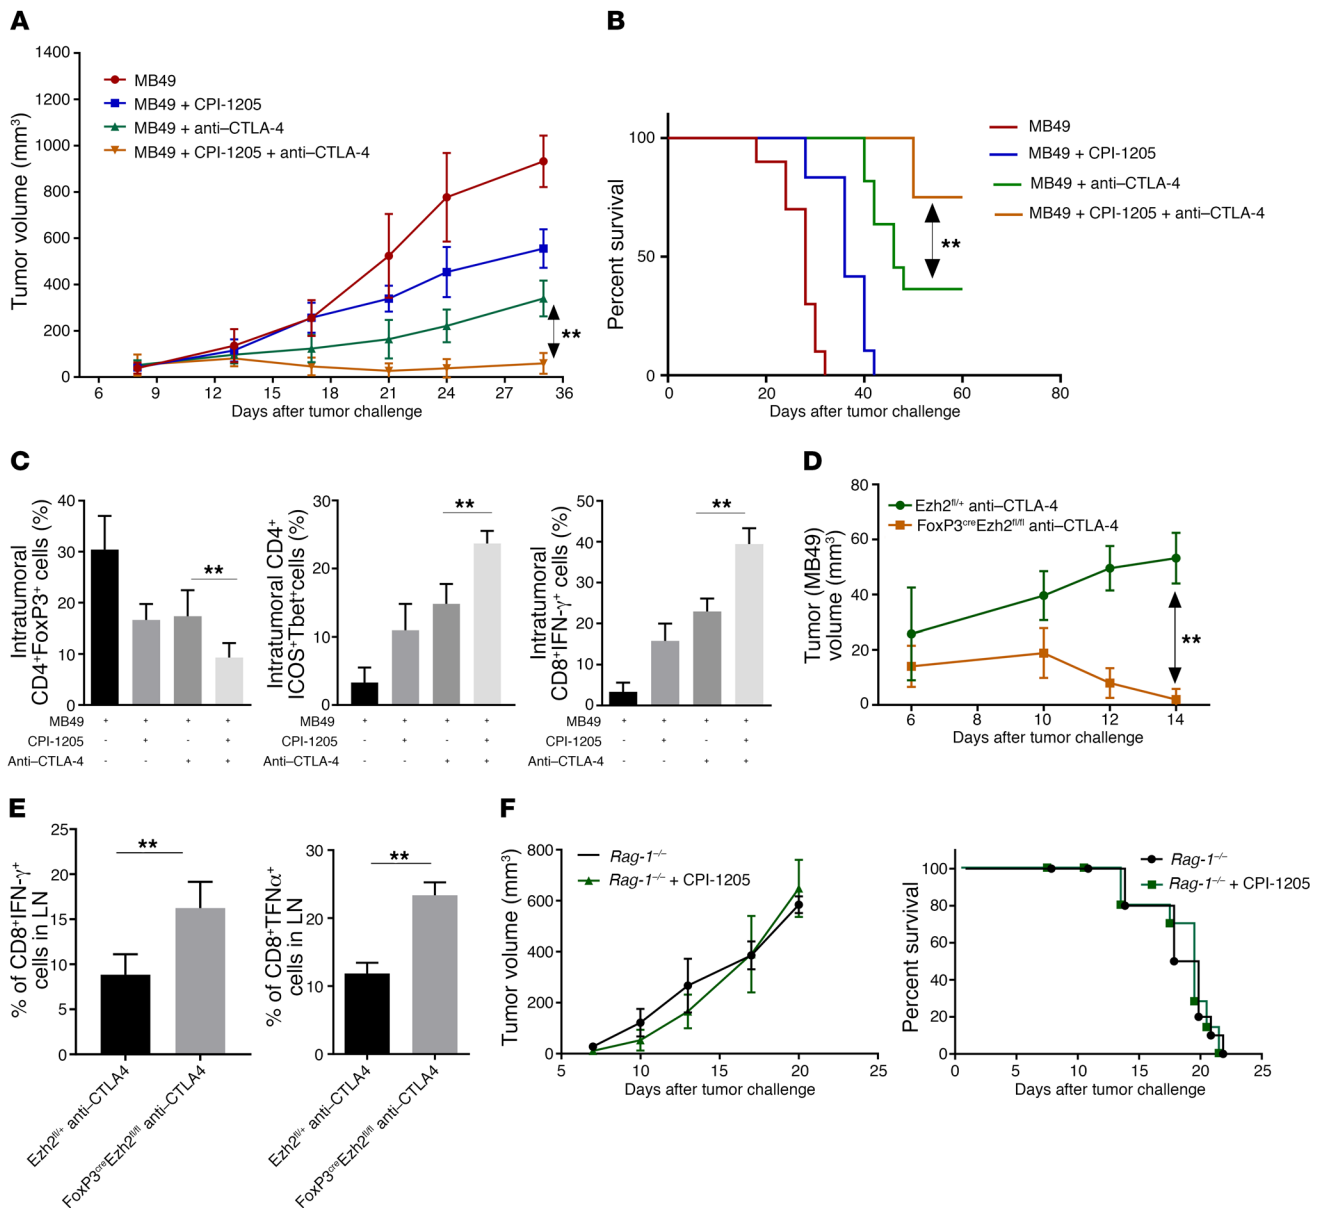 A
1400
1200
1000
800
600
400
200
0
Tumor volume (mm³)
MB49
MB49 + CPI-1205
MB49 + anti–CTLA-4
MB49 + CPI-1205 + anti–CTLA-4
**
6 9 12 15 18 21 24 27 36
Days after tumor challenge
B
100
50
0
Percent survival
MB49
MB49 + CPI-1205
MB49 + anti–CTLA-4
MB49 + CPI-1205 + anti–CTLA-4
**
0 20 40 60 80
Days after tumor challenge
C
Intratumoral
CD4⁺FoxP3⁺ cells (%)
40
30
20
10
0
**
MB49 + + + +
CPI-1205 - + - +
Anti–CTLA-4 - - + +
Intratumoral CD4⁺
ICOS⁺Tbet⁺cells (%)
30
20
10
0
**
MB49 + + + +
CPI-1205 - + - +
Anti–CTLA-4 - - + +
Intratumoral
CD8⁺IFN-γ⁺ cells (%)
50
40
30
20
10
0
**
MB49 + + + +
CPI-1205 - + - +
Anti–CTLA-4 - - + +
D
Tumor (MB49)
volume (mm³)
80
60
40
20
0
Ezh2fl/+ anti–CTLA-4
FoxP3creEzh2fl/fl anti–CTLA-4
**
6 8 10 12 14
Days after tumor challenge
E
% of CD8⁺IFN-γ⁺
cells in LN
25
20
15
10
5
0
**
Ezh2fl/+ anti–CTLA4
FoxP3creEzh2fl/fl anti–CTLA4
% of CD8⁺TFNα⁺
cells in LN
30
20
10
0
**
Ezh2fl/+ anti–CTLA4
FoxP3creEzh2fl/fl anti–CTLA4
F
Tumor volume (mm³)
800
600
400
200
0
Rag-1–/–
Rag-1–/– + CPI-1205
5 10 15 20 25
Days after tumor challenge
Percent survival
100
80
60
40
20
0
Rag-1–/–
Rag-1–/– + CPI-1205
0 5 10 15 20 25
Days after tumor challenge